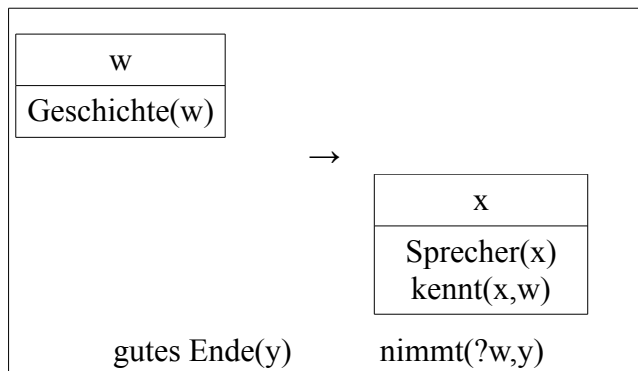 w
Geschichte(w)
→
x
Sprecher(x)
kennt(x,w)
gutes Ende(y) nimmt(?w,y)